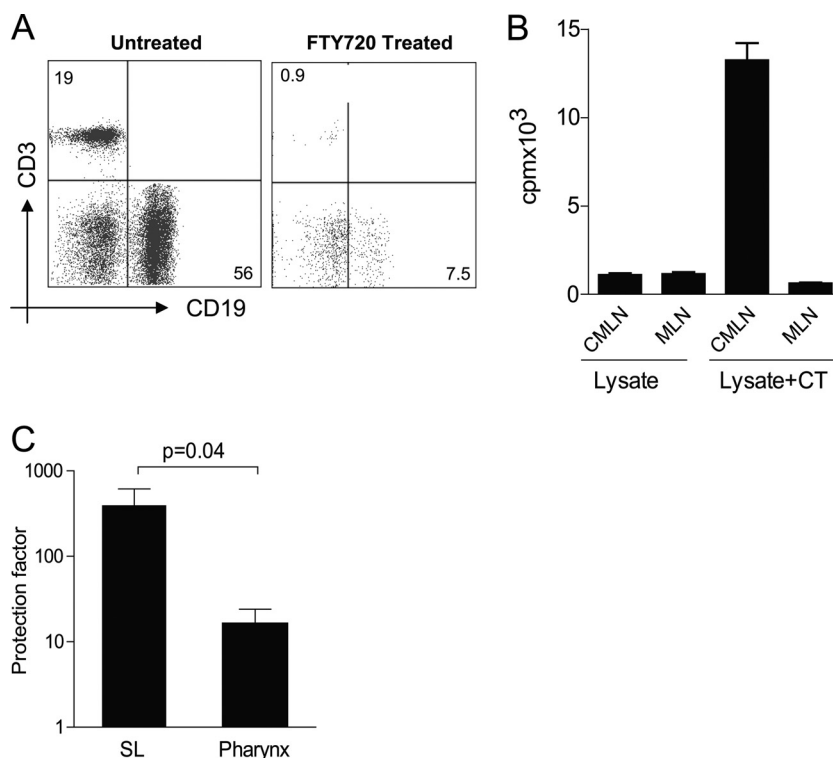 A
Untreated
FTY720 Treated
19
0.9
56
7.5
CD3
CD19
B
cpmx10³
15
10
5
0
CMLN
MLN
CMLN
MLN
Lysate
Lysate+CT
C
p=0.04
Protection factor
1000
100
10
1
SL
Pharynx